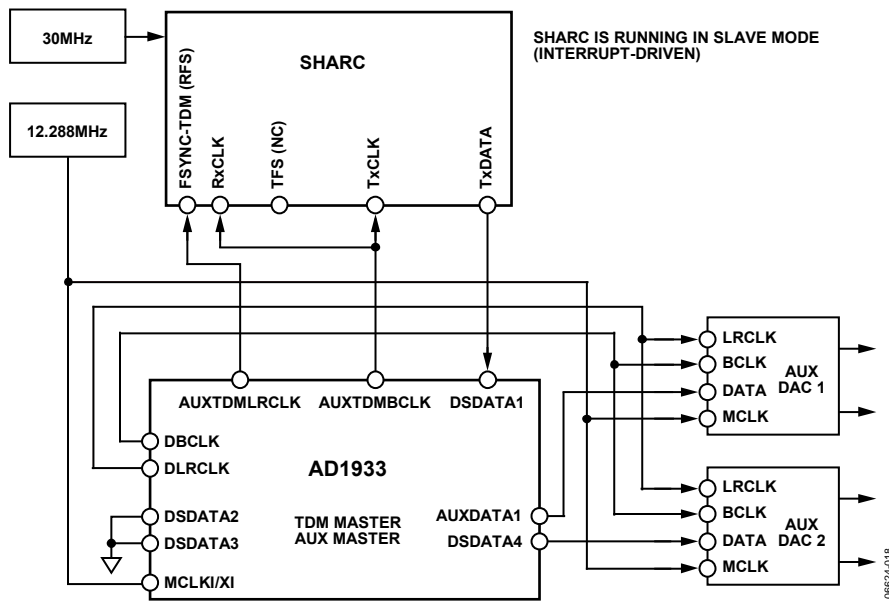 30MHz
12.288MHz
SHARC
SHARC IS RUNNING IN SLAVE MODE
(INTERRUPT-DRIVEN)
FSYNC-TDM (RFS)
RxCLK
TFS (NC)
TxCLK
TxDATA
AUXTDMLRCLK
AUXTDMBCLK
DSDATA1
DBCLK
DLRCLK
DSDATA2
DSDATA3
MCLKI/XI
AD1933
TDM MASTER
AUX MASTER
AUXDATA1
DSDATA4
LRCLK
BCLK
DATA
MCLK
AUX
DAC 1
LRCLK
BCLK
DATA
MCLK
AUX
DAC 2
06624-018